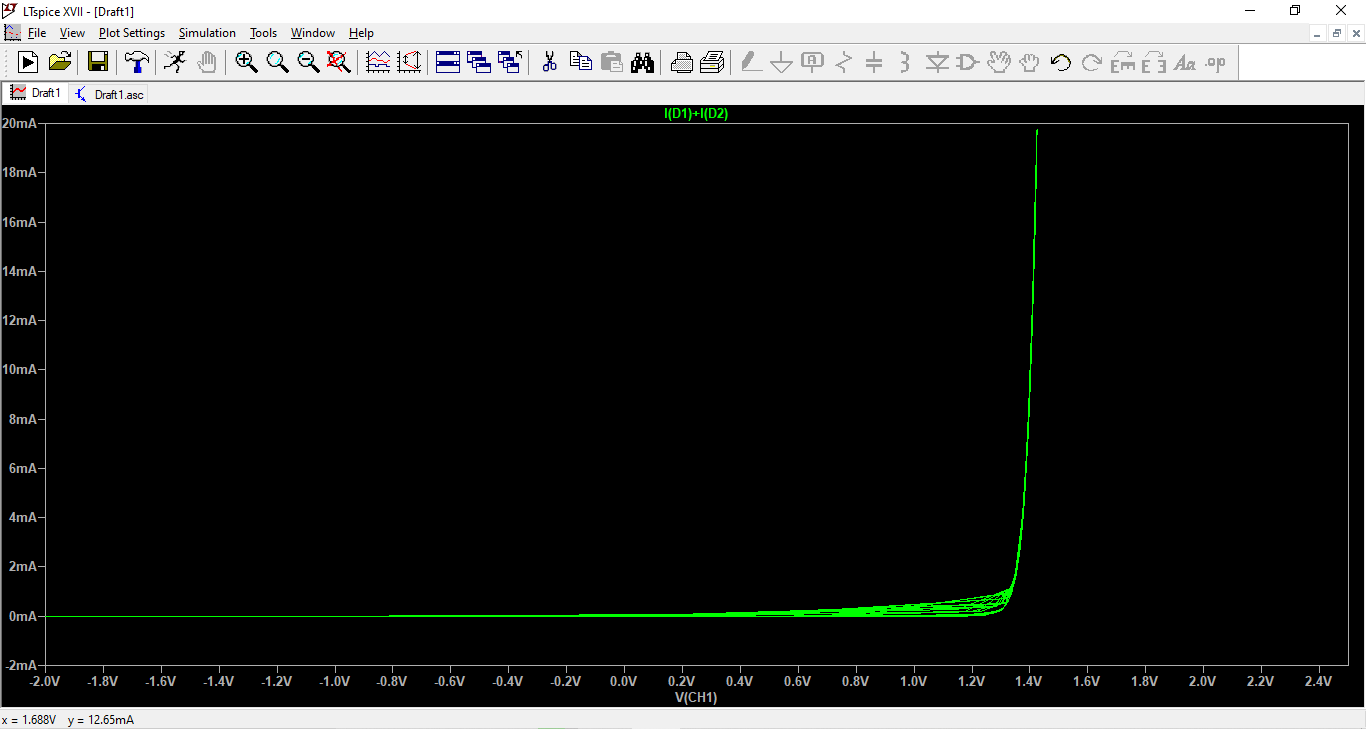 LTspice XVII - [Draft1]
File View Plot Settings Simulation Tools Window Help
Draft1 Draft1.asc
I(D1)+I(D2)
20mA
18mA
16mA
14mA
12mA
10mA
8mA
6mA
4mA
2mA
0mA
-2mA
-2.0V -1.8V -1.6V -1.4V -1.2V -1.0V -0.8V -0.6V -0.4V -0.2V 0.0V 0.2V 0.4V 0.6V 0.8V 1.0V 1.2V 1.4V 1.6V 1.8V 2.0V 2.2V 2.4V
V(CH1)
x = 1.688V y = 12.65mA